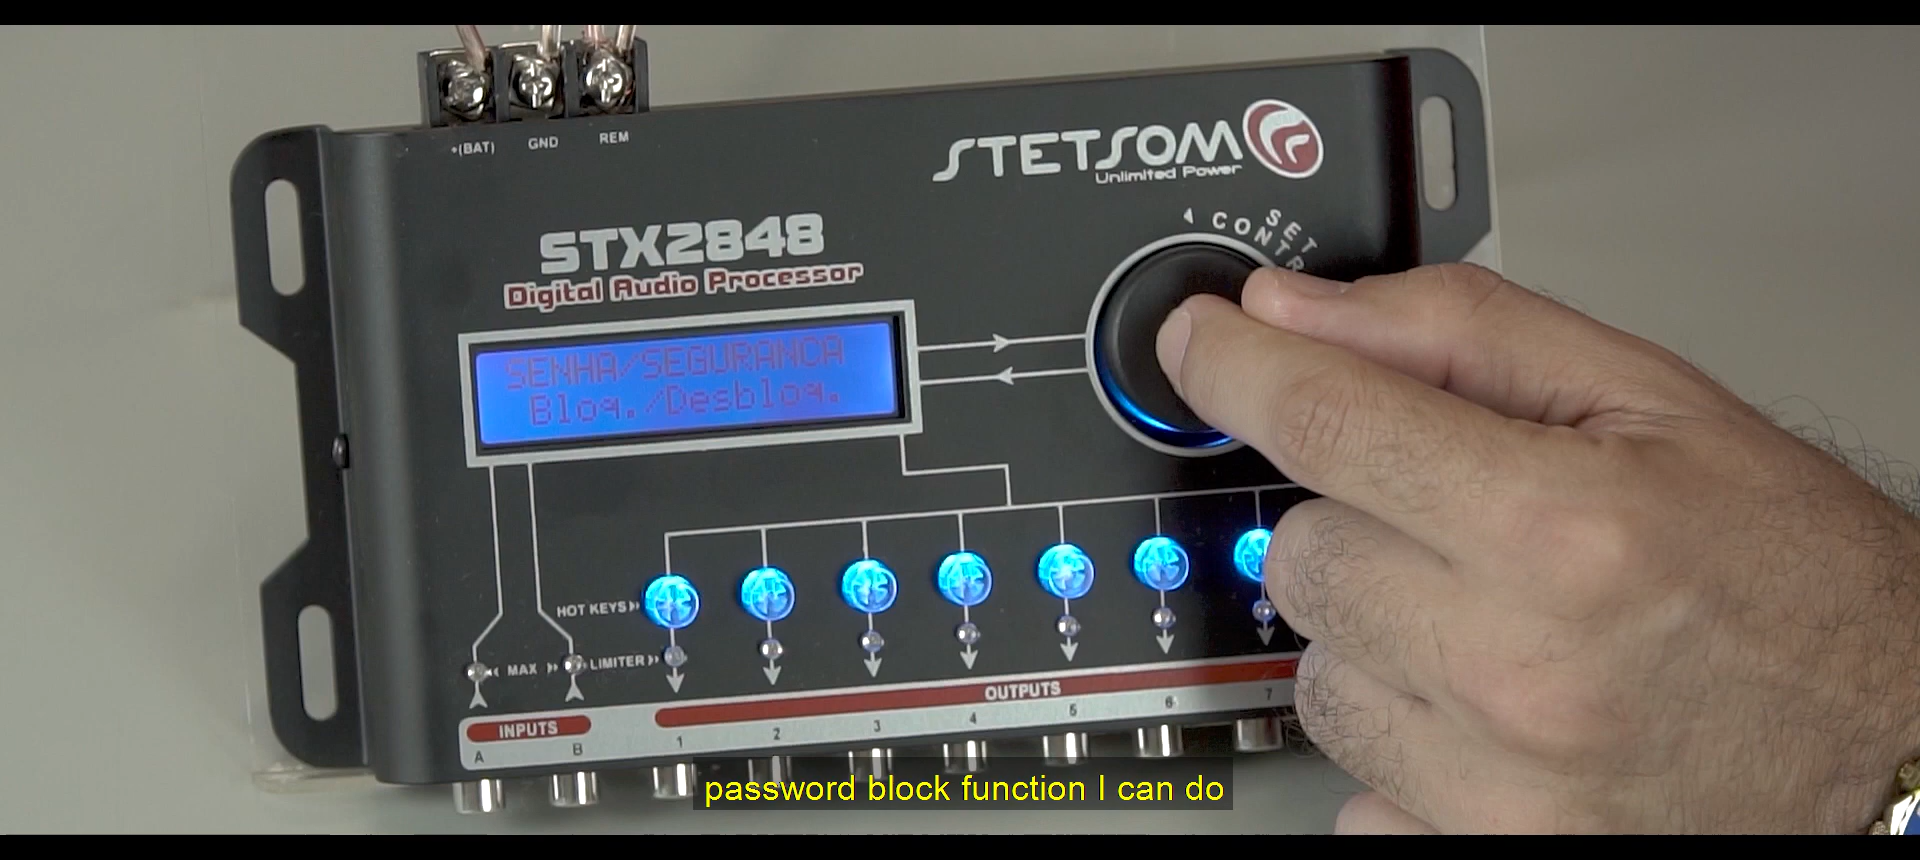 +(BAT) GND REM
STETSOM
Unlimited Power
SET
CONTR
STX2848
Digital Audio Processor
SENHA/SEGURANCA
Bloq./Desbloq.
HOT KEYS
MAX LIMITER
OUTPUTS
INPUTS
1 2 3 4 5 6 7
A B
password block function I can do